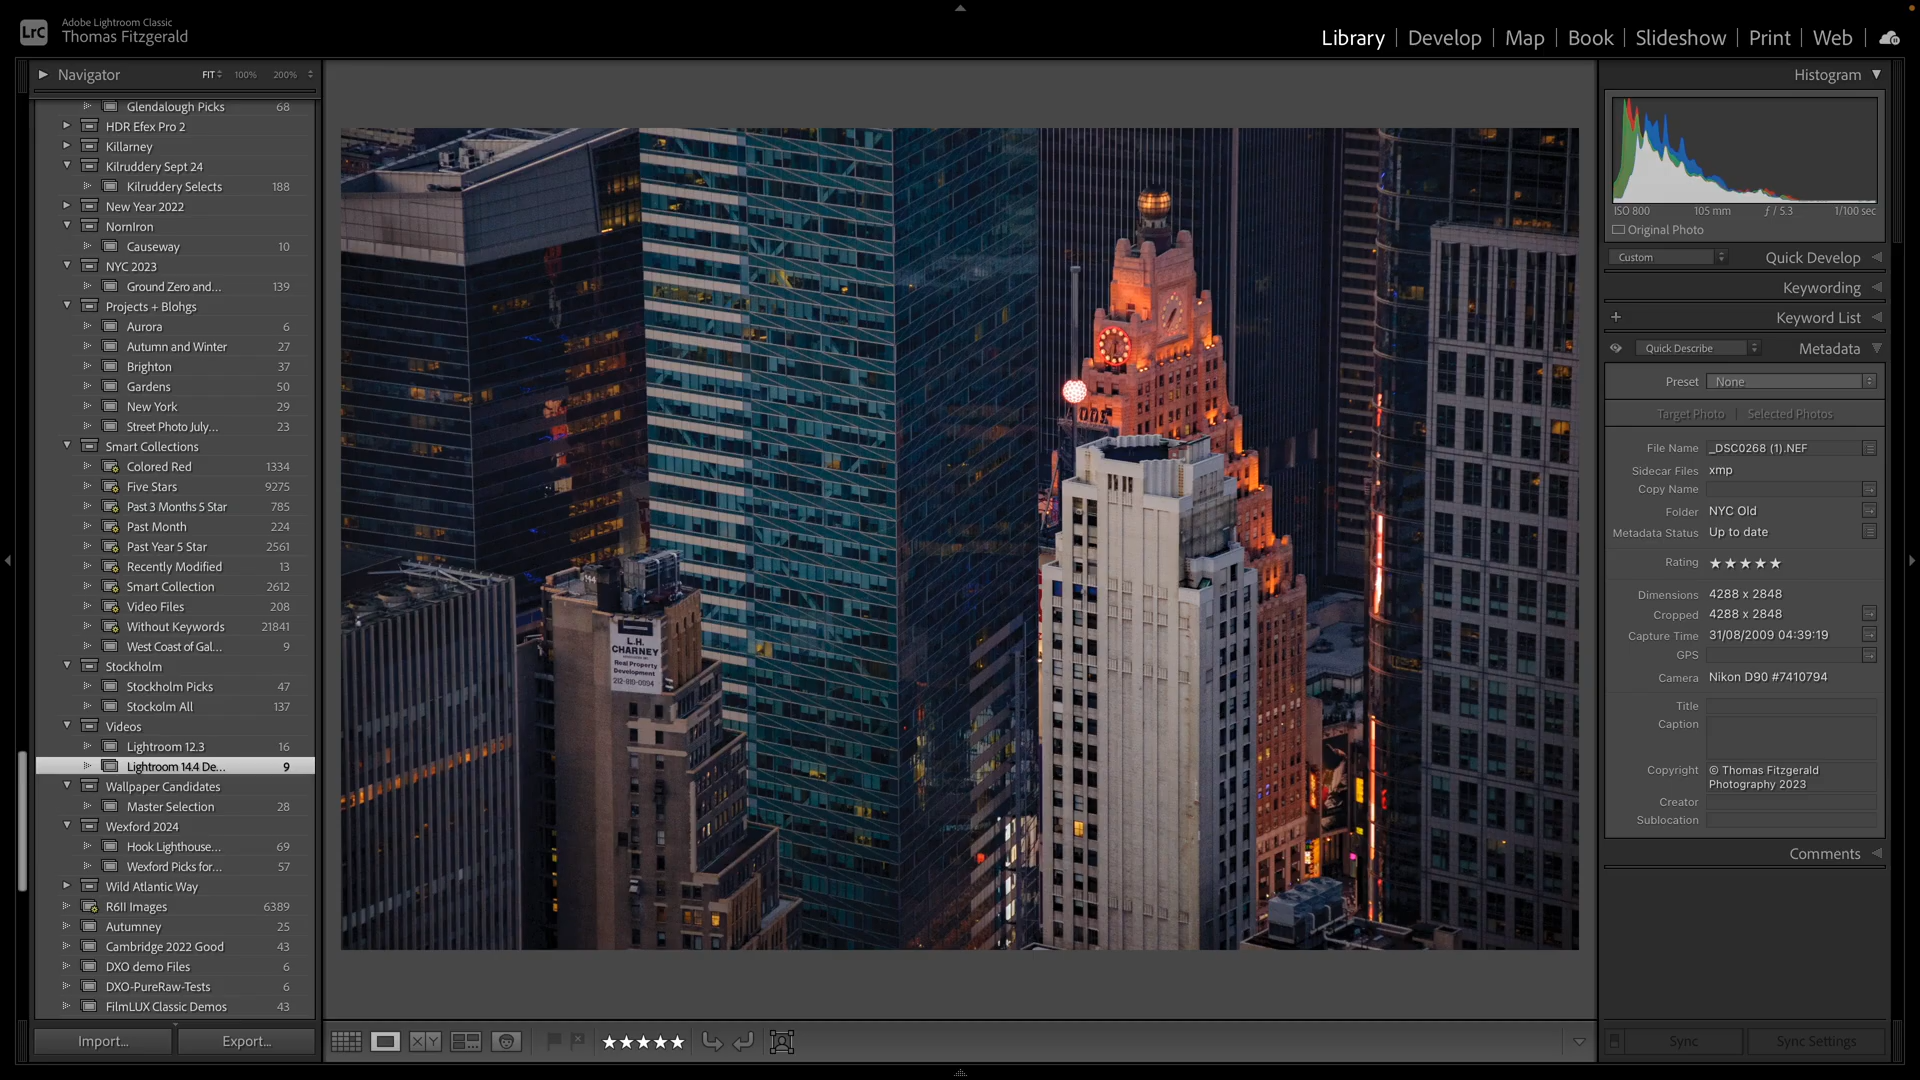 LrC
Adobe Lightroom Classic
Thomas Fitzgerald
Library | Develop | Map | Book | Slideshow | Print | Web
Navigator FIT 100% 200%
Glendalough Picks 68
HDR Efex Pro 2
Killarney
Kilruddery Sept 24
Kilruddery Selects 188
New Year 2022
NornIron
Causeway 10
NYC 2023
Ground Zero and... 139
Projects + Blohgs
Aurora 6
Autumn and Winter 27
Brighton 37
Gardens 50
New York 29
Street Photo July... 23
Smart Collections
Colored Red 1334
Five Stars 9275
Past 3 Months 5 Star 785
Past Month 224
Past Year 5 Star 2561
Recently Modified 13
Smart Collection 2612
Video Files 208
Without Keywords 21841
West Coast of Gal... 9
Stockholm
Stockholm Picks 47
Stockolm All 137
Videos
Lightroom 12.3 16
Lightroom 14.4 De... 9
Wallpaper Candidates
Master Selection 28
Wexford 2024
Hook Lighthouse... 69
Wexford Picks for... 57
Wild Atlantic Way
R6II Images 6389
Autumney 25
Cambridge 2022 Good 43
DXO demo Files 6
DXO-PureRaw-Tests 6
FilmLUX Classic Demos 43
Import... Export...
L.H.
CHARNEY
Real Property
Development
XY
★★★★★
Histogram
ISO 800 105 mm ƒ / 5.3 1/100 sec
Original Photo
Custom Quick Develop
Keywording
+ Keyword List
Quick Describe Metadata
Preset None
Target Photo | Selected Photos
File Name _DSC0268 (1).NEF
Sidecar Files xmp
Copy Name
Folder NYC Old
Metadata Status Up to date
Rating ★★★★★
Dimensions 4288 x 2848
Cropped 4288 x 2848
Capture Time 31/08/2009 04:39:19
GPS
Camera Nikon D90 #7410794
Title
Caption
Copyright © Thomas Fitzgerald
Photography 2023
Creator
Sublocation
Comments
Sync Sync Settings